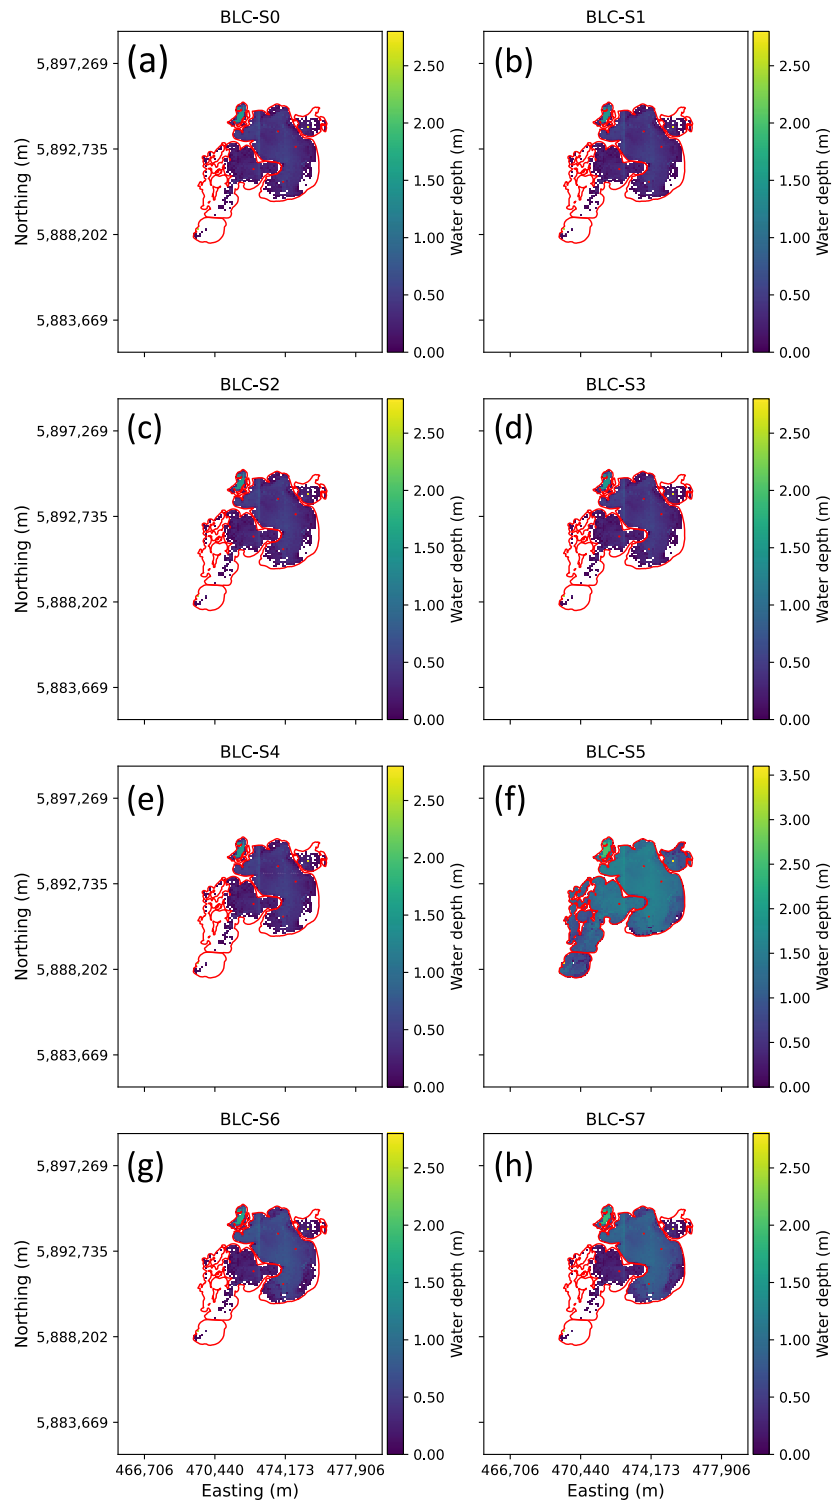 BLC-S0
(a)
5,897,269
5,892,735
5,888,202
5,883,669
Northing (m)
2.50
2.00
1.50
1.00
0.50
0.00
Water depth (m)
BLC-S1
(b)
2.50
2.00
1.50
1.00
0.50
0.00
Water depth (m)
BLC-S2
(c)
5,897,269
5,892,735
5,888,202
5,883,669
Northing (m)
2.50
2.00
1.50
1.00
0.50
0.00
Water depth (m)
BLC-S3
(d)
2.50
2.00
1.50
1.00
0.50
0.00
Water depth (m)
BLC-S4
(e)
5,897,269
5,892,735
5,888,202
5,883,669
Northing (m)
2.50
2.00
1.50
1.00
0.50
0.00
Water depth (m)
BLC-S5
(f)
3.50
3.00
2.50
2.00
1.50
1.00
0.50
0.00
Water depth (m)
BLC-S6
(g)
5,897,269
5,892,735
5,888,202
5,883,669
Northing (m)
466,706 470,440 474,173 477,906
Easting (m)
2.50
2.00
1.50
1.00
0.50
0.00
Water depth (m)
BLC-S7
(h)
466,706 470,440 474,173 477,906
Easting (m)
2.50
2.00
1.50
1.00
0.50
0.00
Water depth (m)